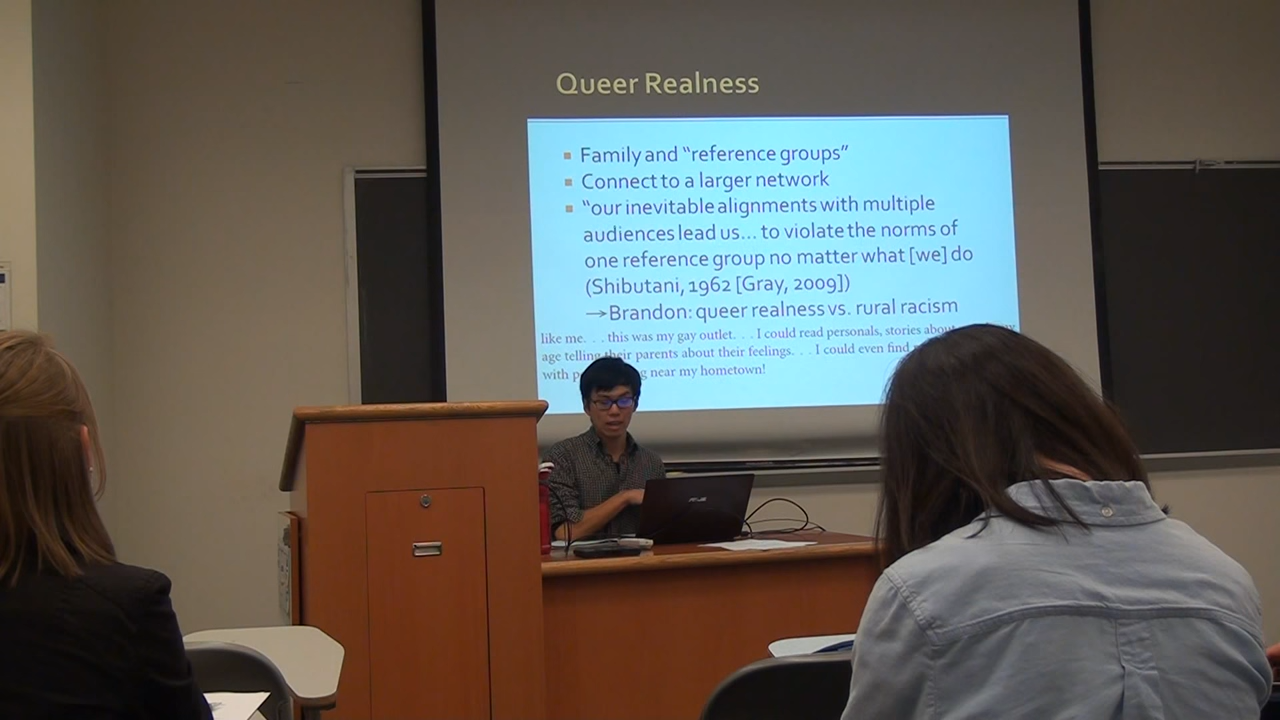 Queer Realness
Family and “reference groups”
Connect to a larger network
“our inevitable alignments with multiple
audiences lead us... to violate the norms of
one reference group no matter what [we] do
(Shibutani, 1962 [Gray, 2009])
→Brandon: queer realness vs. rural racism
like me. . . this was my gay outlet. . . I could read personals, stories about
age telling their parents about their feelings. . . I could even find
with near my hometown!
ASUS